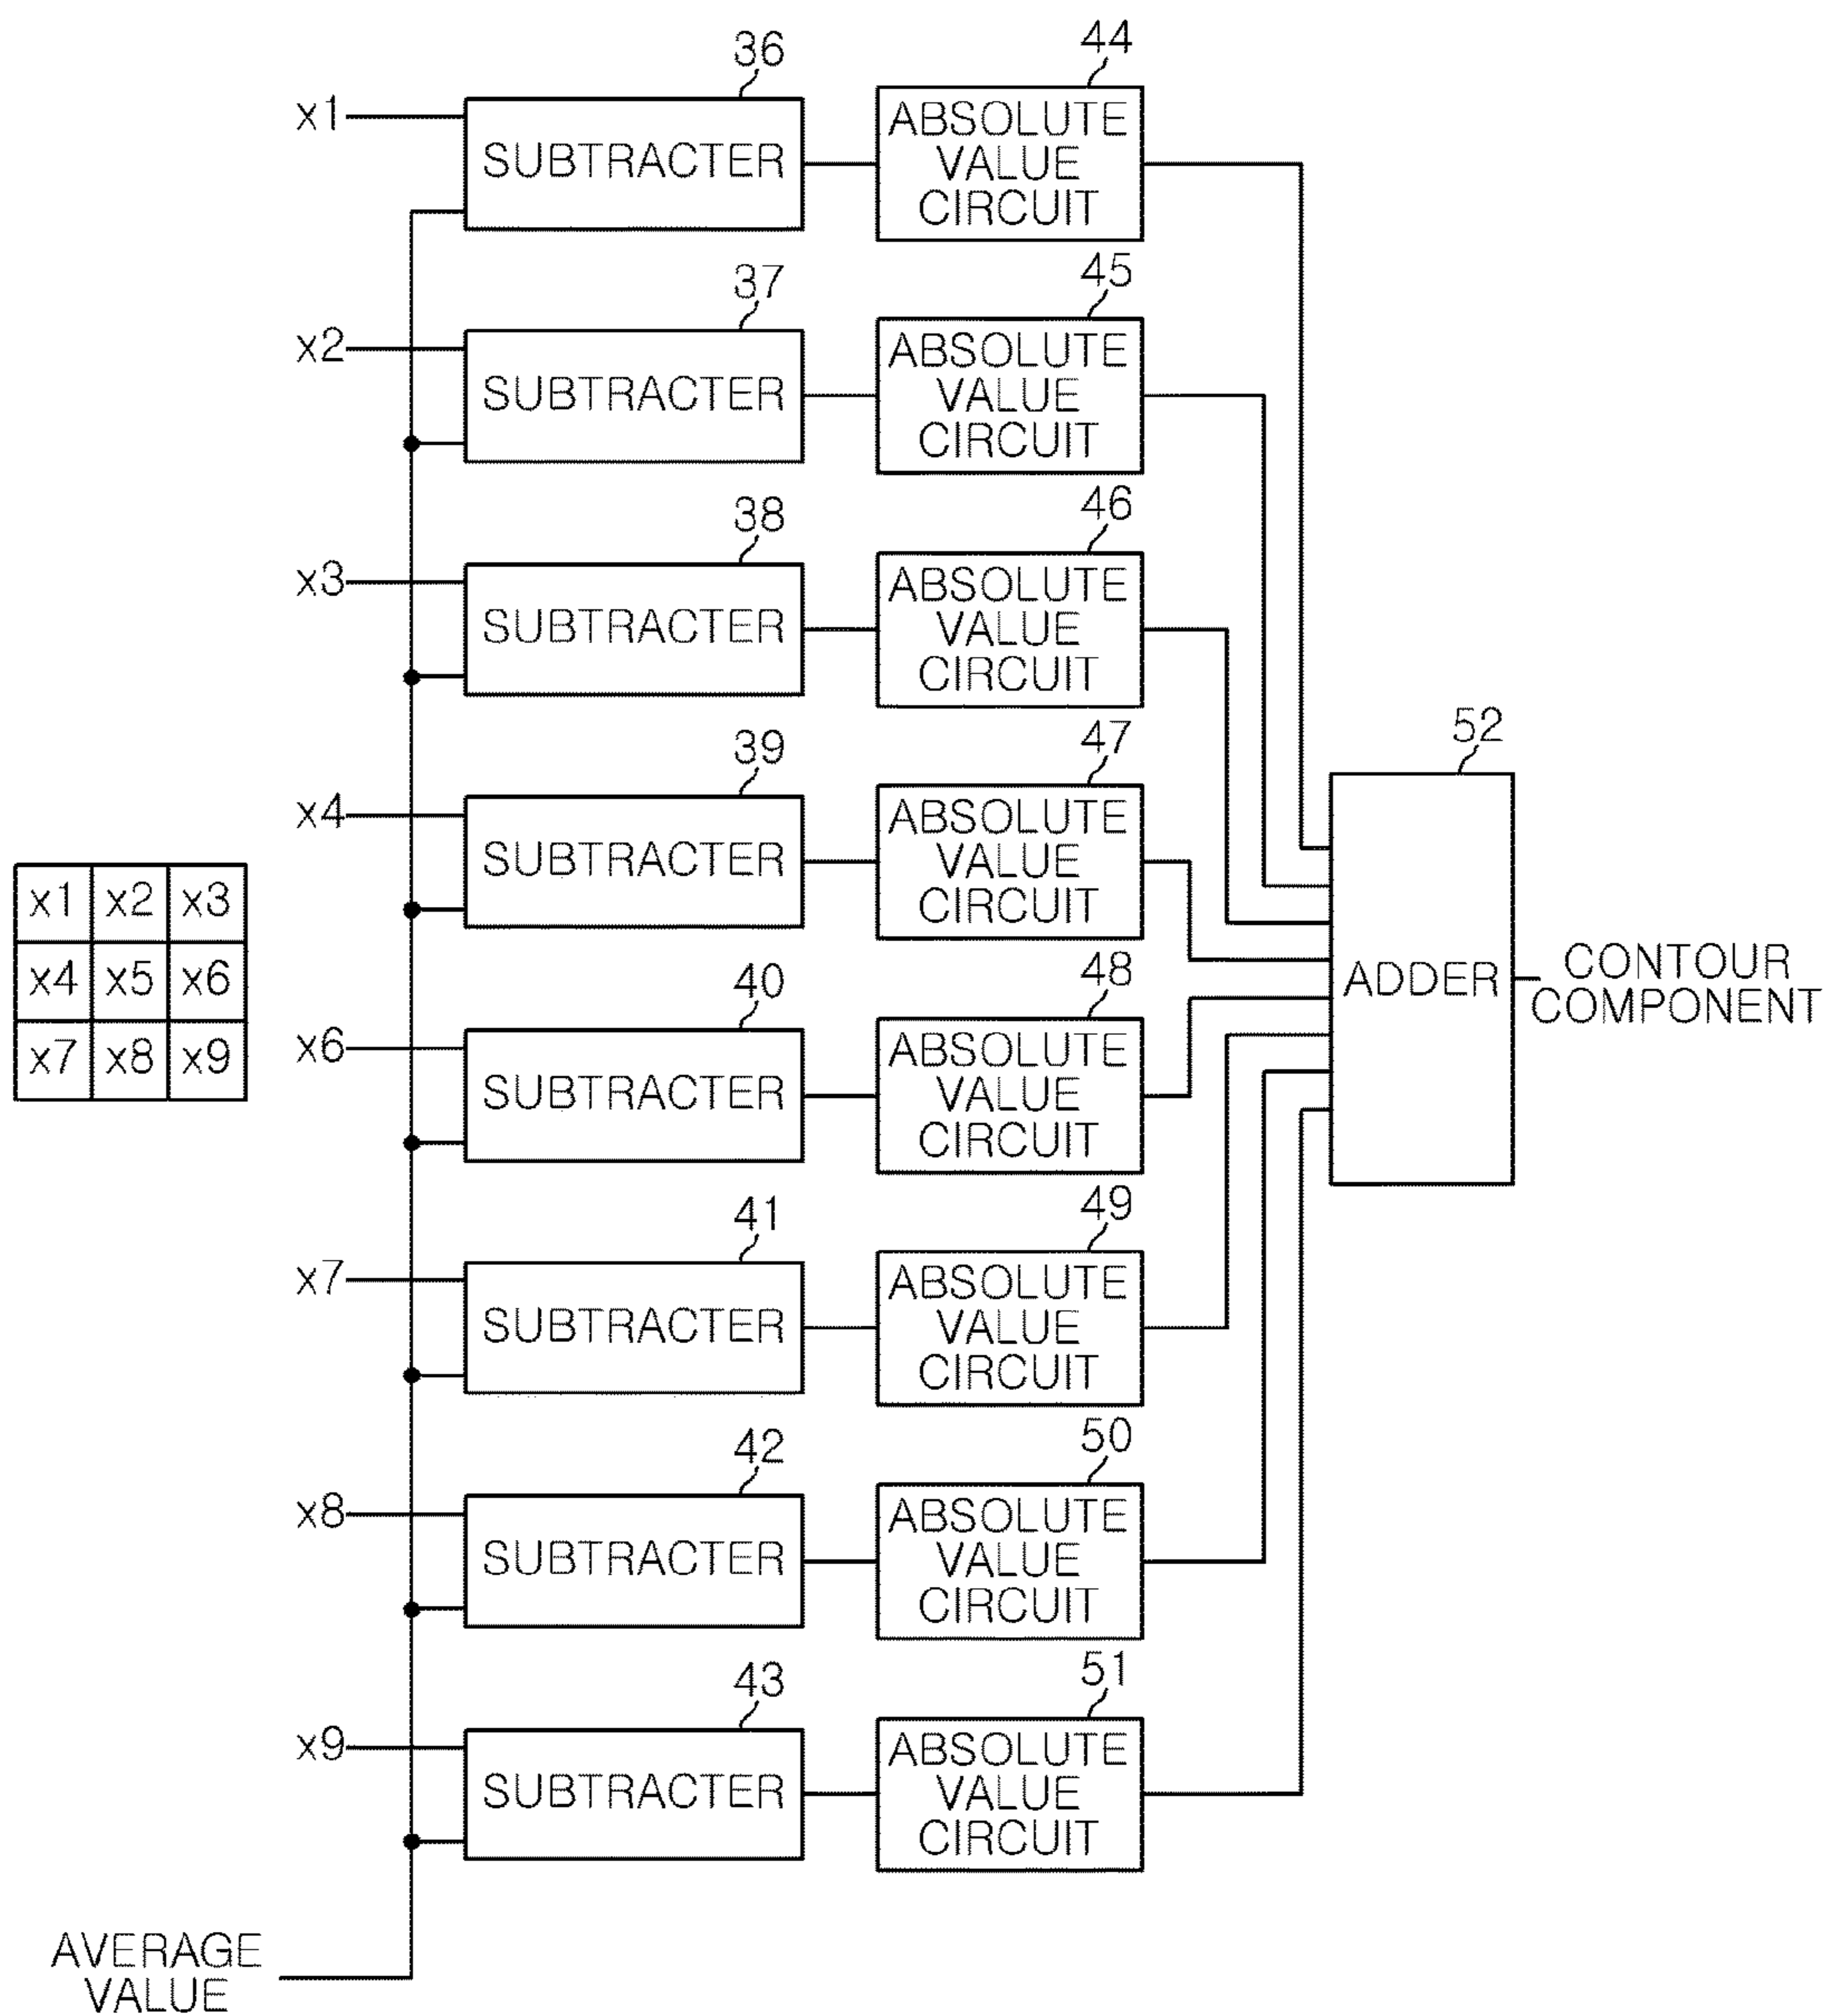 36
44
x1
SUBTRACTER
ABSOLUTE
VALUE
CIRCUIT
37
45
x2
SUBTRACTER
ABSOLUTE
VALUE
CIRCUIT
38
46
x3
SUBTRACTER
ABSOLUTE
VALUE
CIRCUIT
39
47
x4
SUBTRACTER
ABSOLUTE
VALUE
CIRCUIT
52
ADDER
CONTOUR
COMPONENT
x1 x2 x3
x4 x5 x6
x7 x8 x9
40
48
x6
SUBTRACTER
ABSOLUTE
VALUE
CIRCUIT
41
49
x7
SUBTRACTER
ABSOLUTE
VALUE
CIRCUIT
42
50
x8
SUBTRACTER
ABSOLUTE
VALUE
CIRCUIT
43
51
x9
SUBTRACTER
ABSOLUTE
VALUE
CIRCUIT
AVERAGE
VALUE